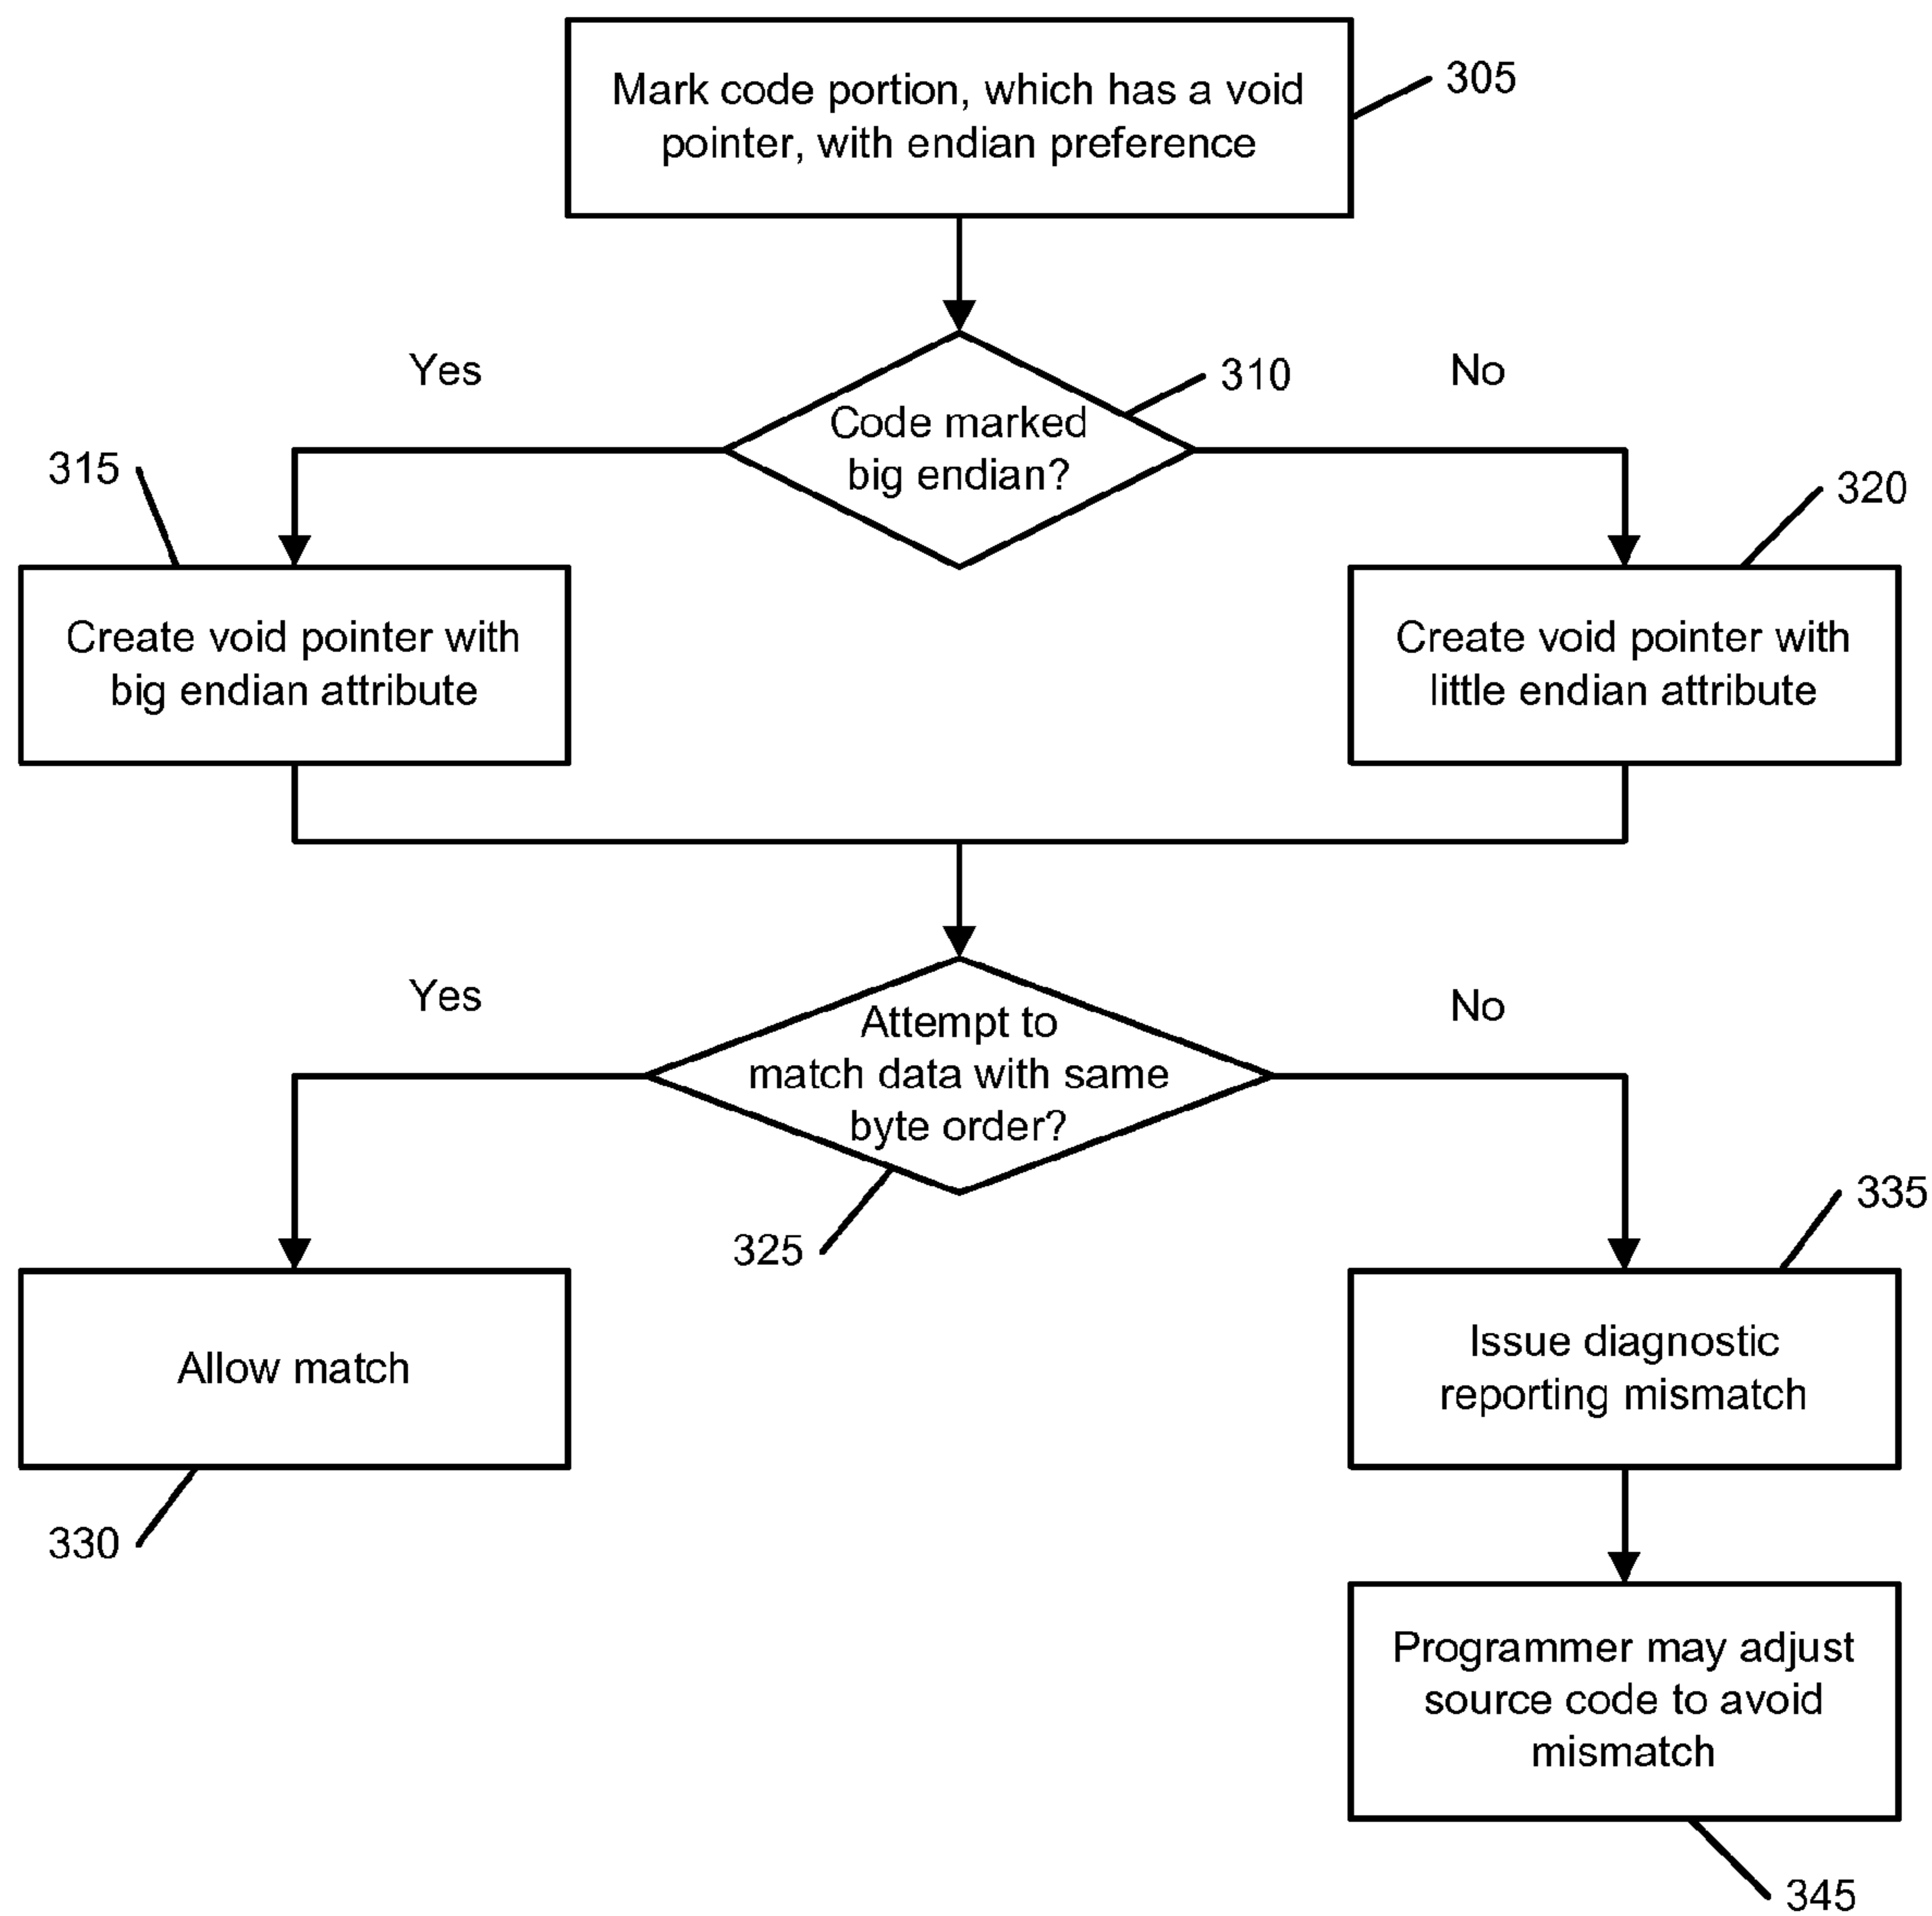 Mark code portion, which has a void
pointer, with endian preference
305
Yes
310
No
Code marked
big endian?
315
320
Create void pointer with
big endian attribute
Create void pointer with
little endian attribute
Yes
No
Attempt to
match data with same
byte order?
325
335
Allow match
Issue diagnostic
reporting mismatch
330
Programmer may adjust
source code to avoid
mismatch
345